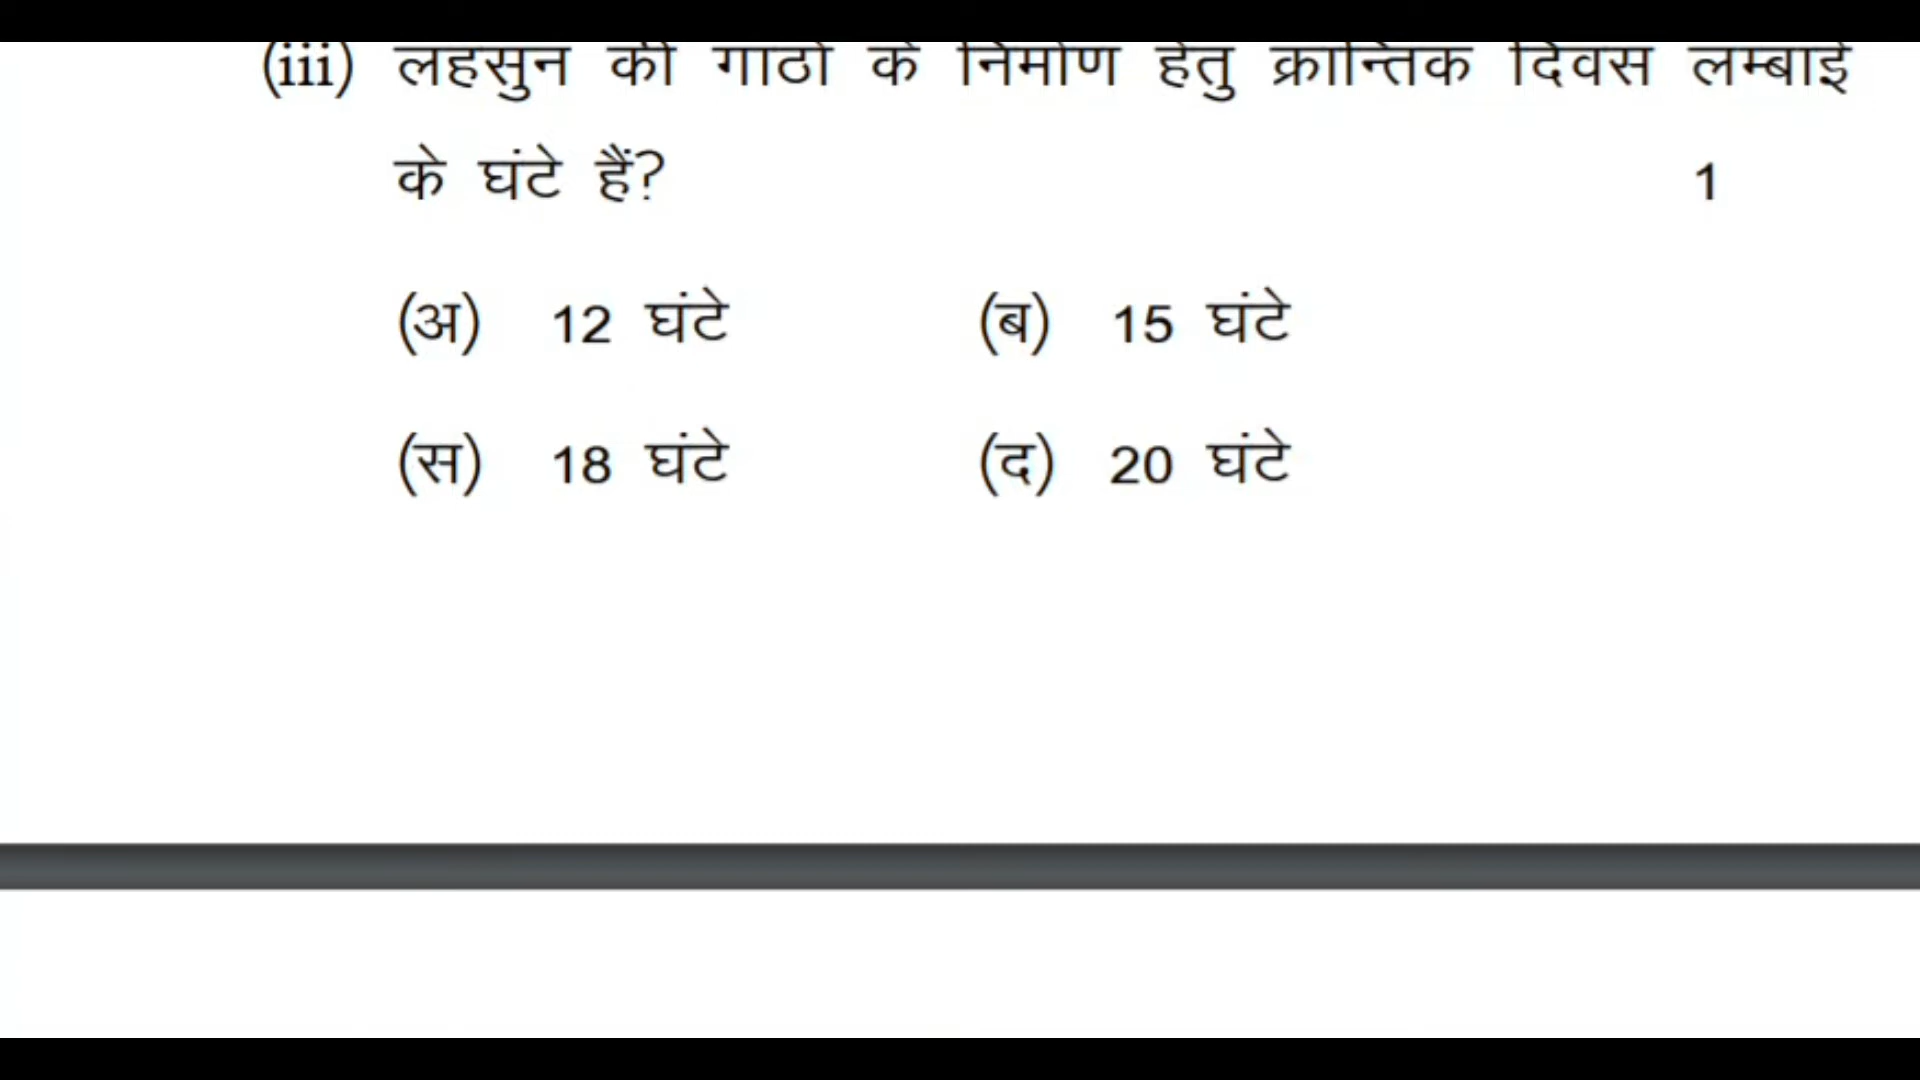 (iii) लहसुन की गाठों के निर्माण हेतु क्रान्तिक दिवस लम्बाई
के घंटे हैं? 1
(अ) 12 घंटे (ब) 15 घंटे
(स) 18 घंटे (द) 20 घंटे